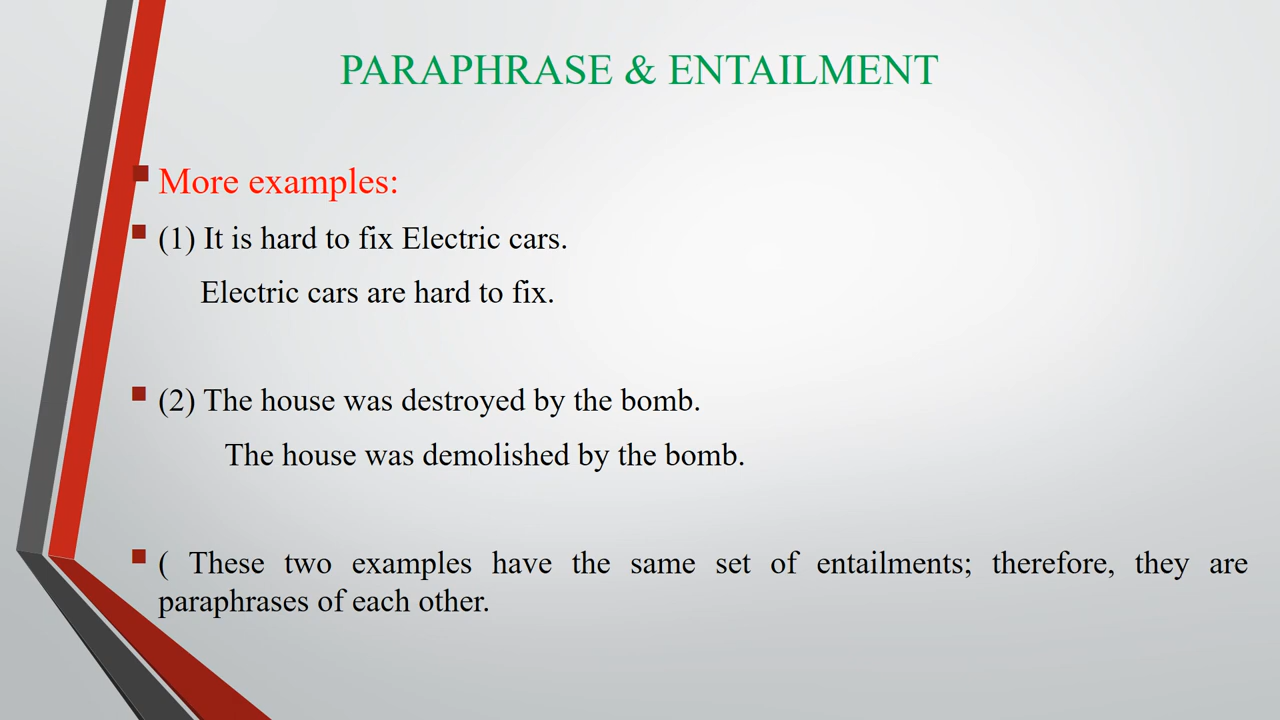 PARAPHRASE & ENTAILMENT
More examples:
(1) It is hard to fix Electric cars.
Electric cars are hard to fix.
(2) The house was destroyed by the bomb.
The house was demolished by the bomb.
( These two examples have the same set of entailments; therefore, they are
paraphrases of each other.